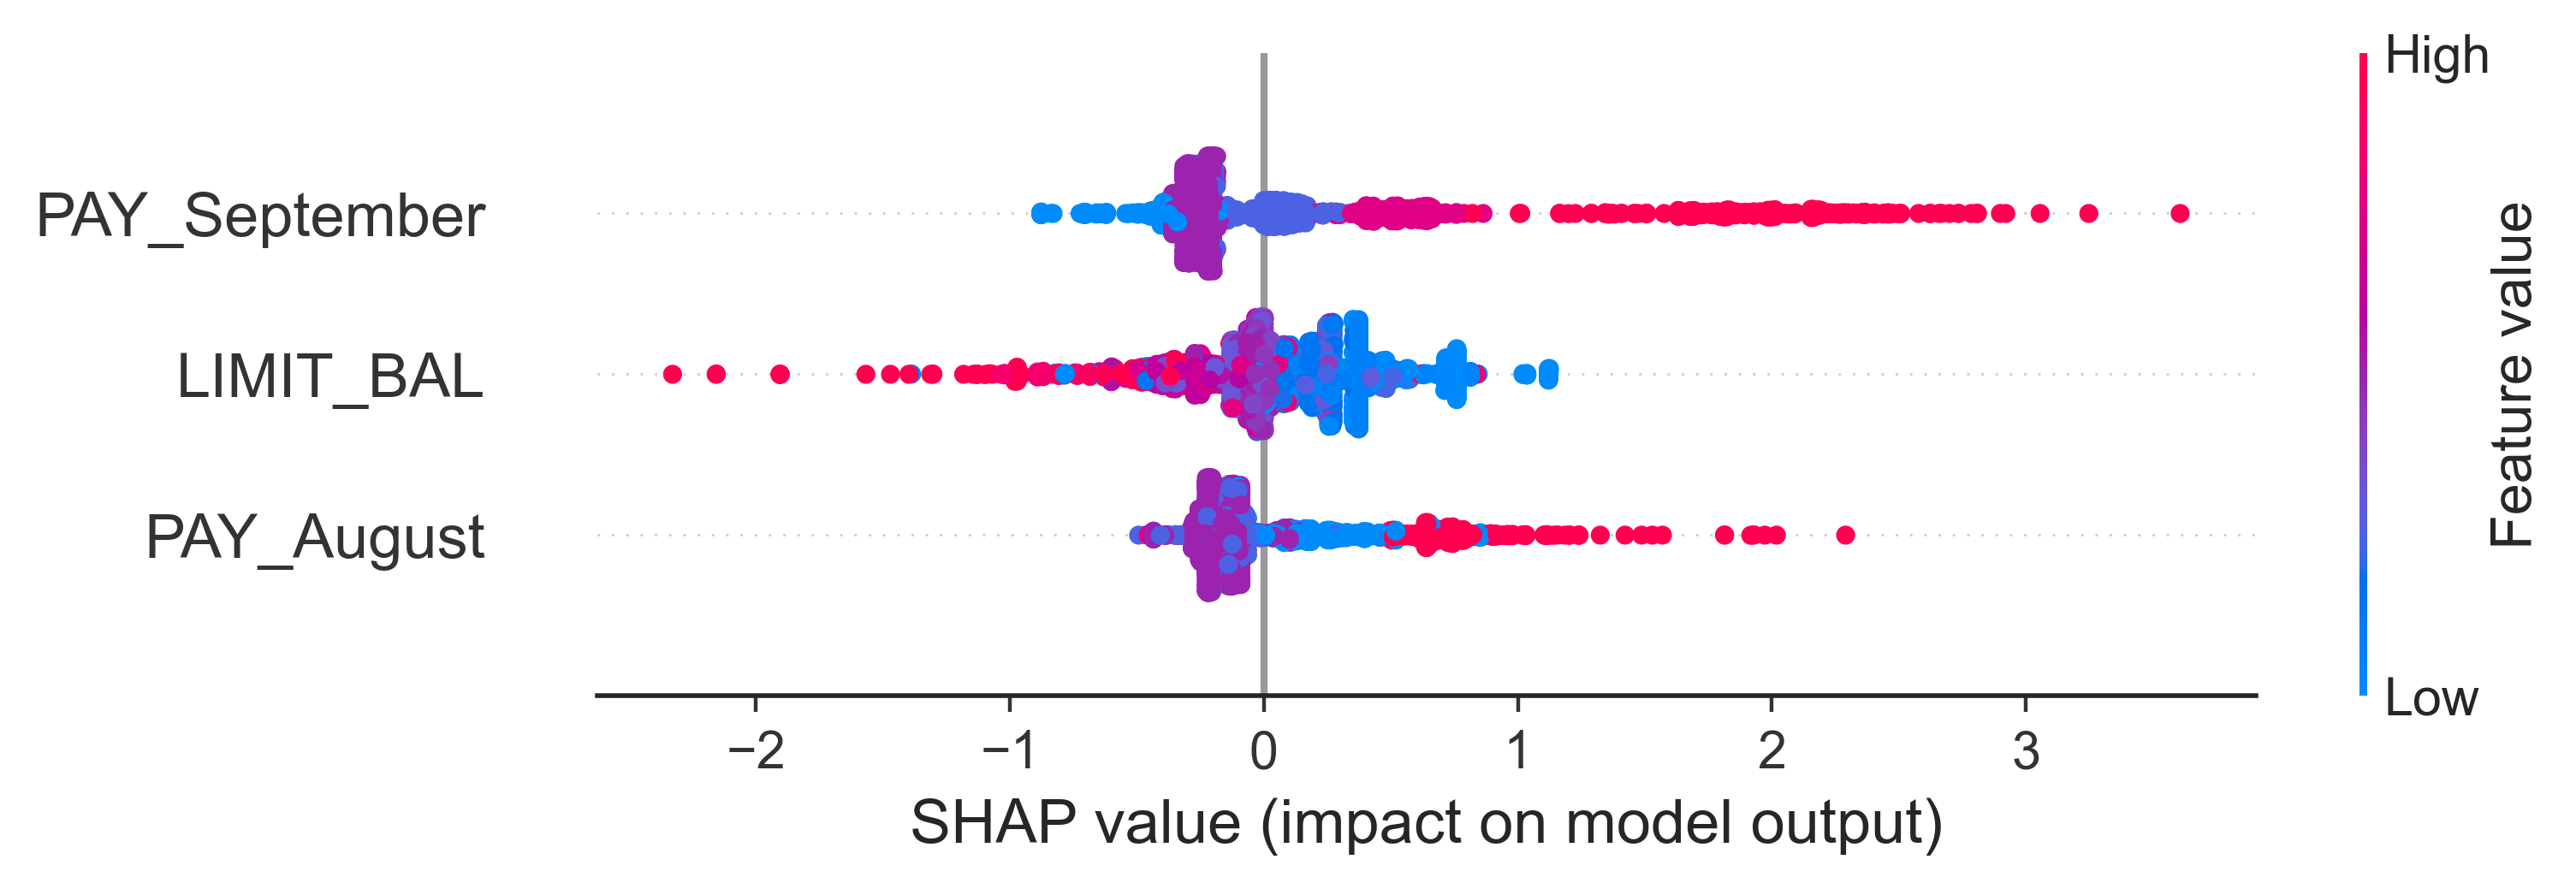 High
PAY_September
LIMIT_BAL
PAY_August
Feature value
Low
−2 −1 0 1 2 3
SHAP value (impact on model output)